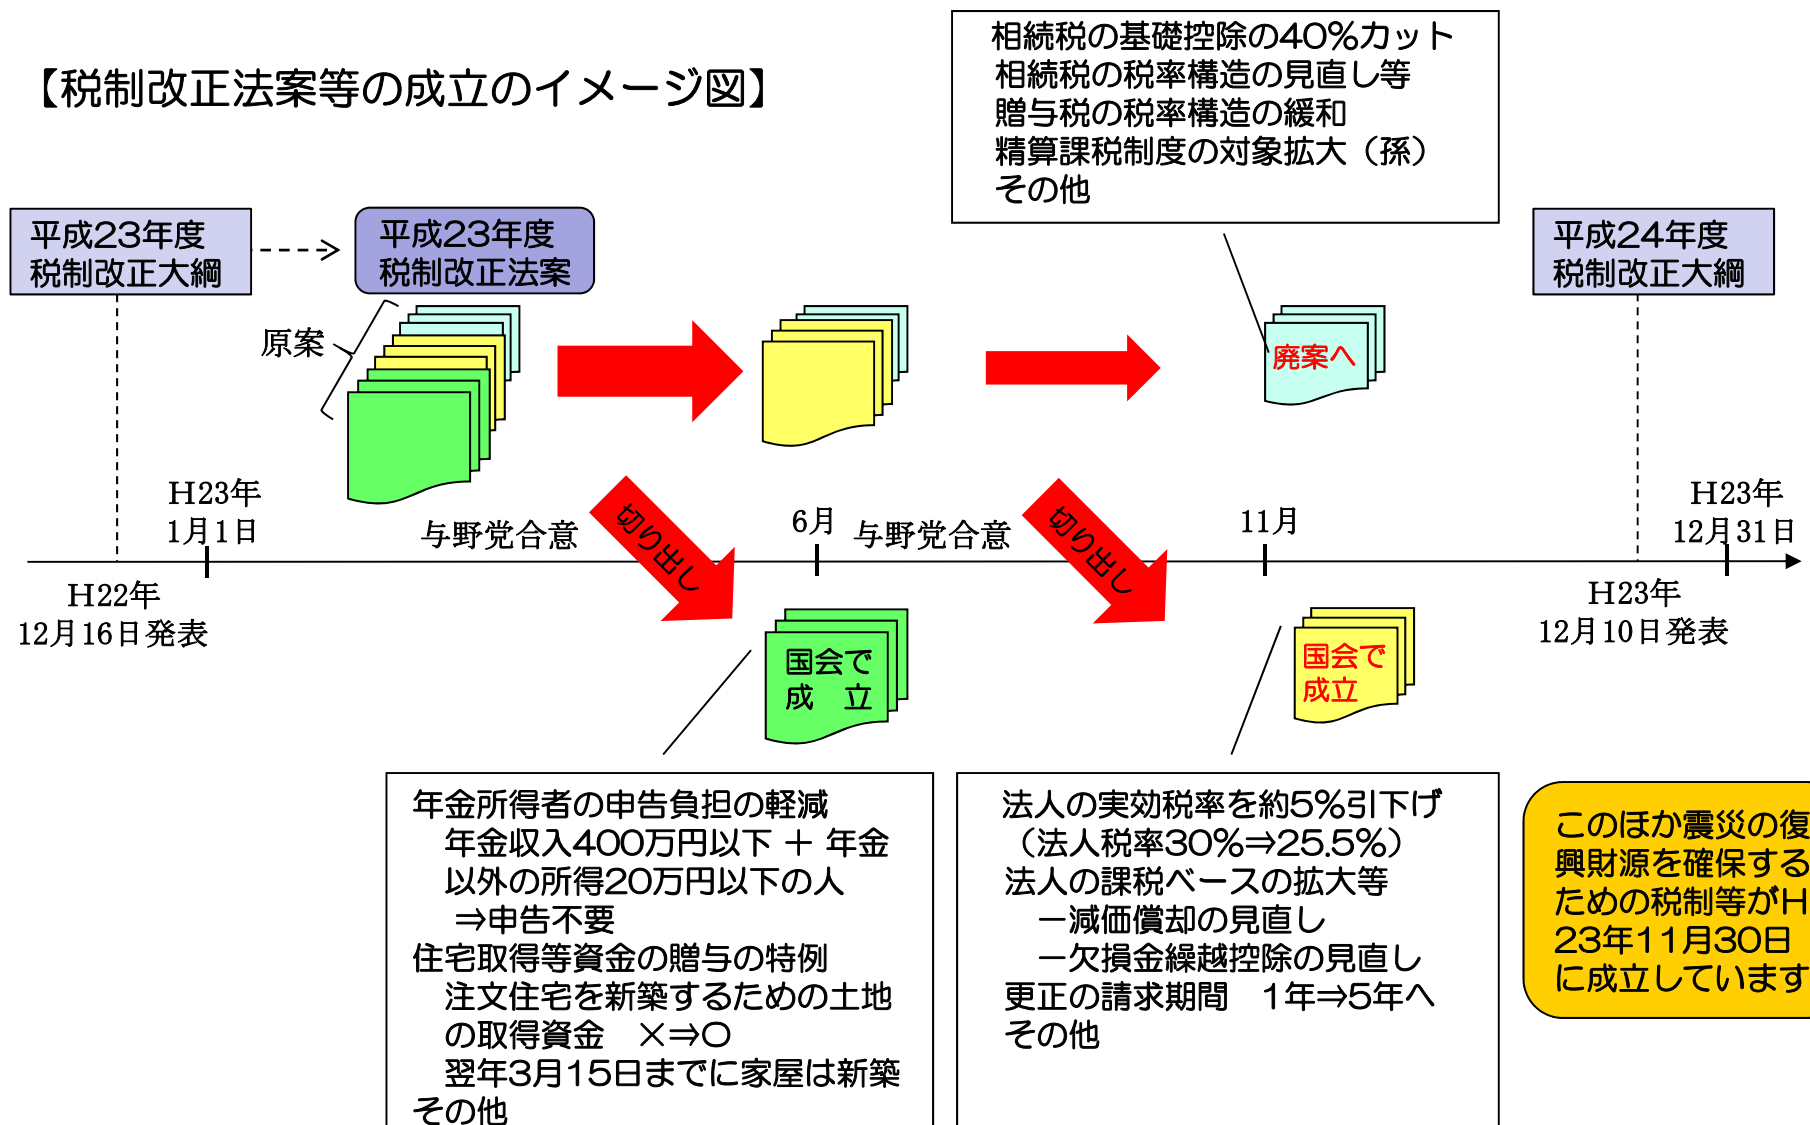 【税制改正法案等の成立のイメージ図】
相続税の基礎控除の40％カット
相続税の税率構造の見直し等
贈与税の税率構造の緩和
精算課税制度の対象拡大（孫）
その他
平成23年度
税制改正大綱
平成23年度
税制改正法案
平成24年度
税制改正大綱
原案
廃案へ
H23年
1月1日
与野党合意
切り出し
6月
与野党合意
切り出し
11月
H23年
12月31日
H22年
12月16日発表
H23年
12月10日発表
国会で
成　立
国会で
成立
年金所得者の申告負担の軽減
年金収入400万円以下 ＋ 年金
以外の所得20万円以下の人
⇒申告不要
住宅取得等資金の贈与の特例
注文住宅を新築するための土地
の取得資金　×⇒○
翌年3月15日までに家屋は新築
その他
法人の実効税率を約5％引下げ
（法人税率30％⇒25.5％）
法人の課税ベースの拡大等
－減価償却の見直し
－欠損金繰越控除の見直し
更正の請求期間　1年⇒5年へ
その他
このほか震災の復
興財源を確保する
ための税制等がH
23年11月30日
に成立しています